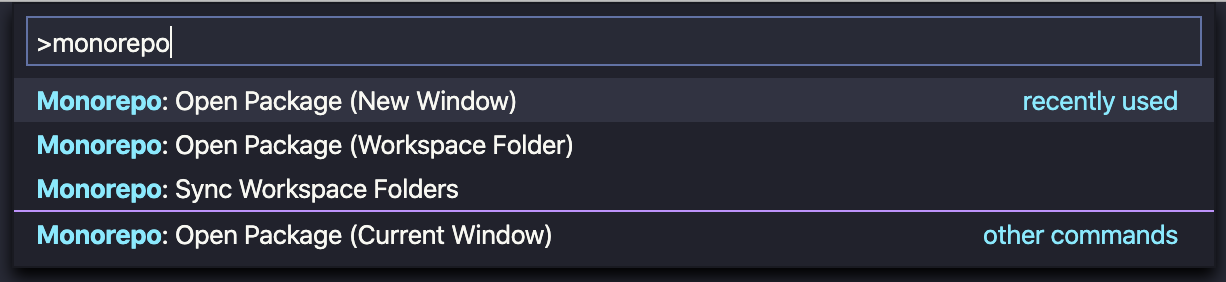 >monorepo
Monorepo: Open Package (New Window) recently used
Monorepo: Open Package (Workspace Folder)
Monorepo: Sync Workspace Folders
Monorepo: Open Package (Current Window) other commands